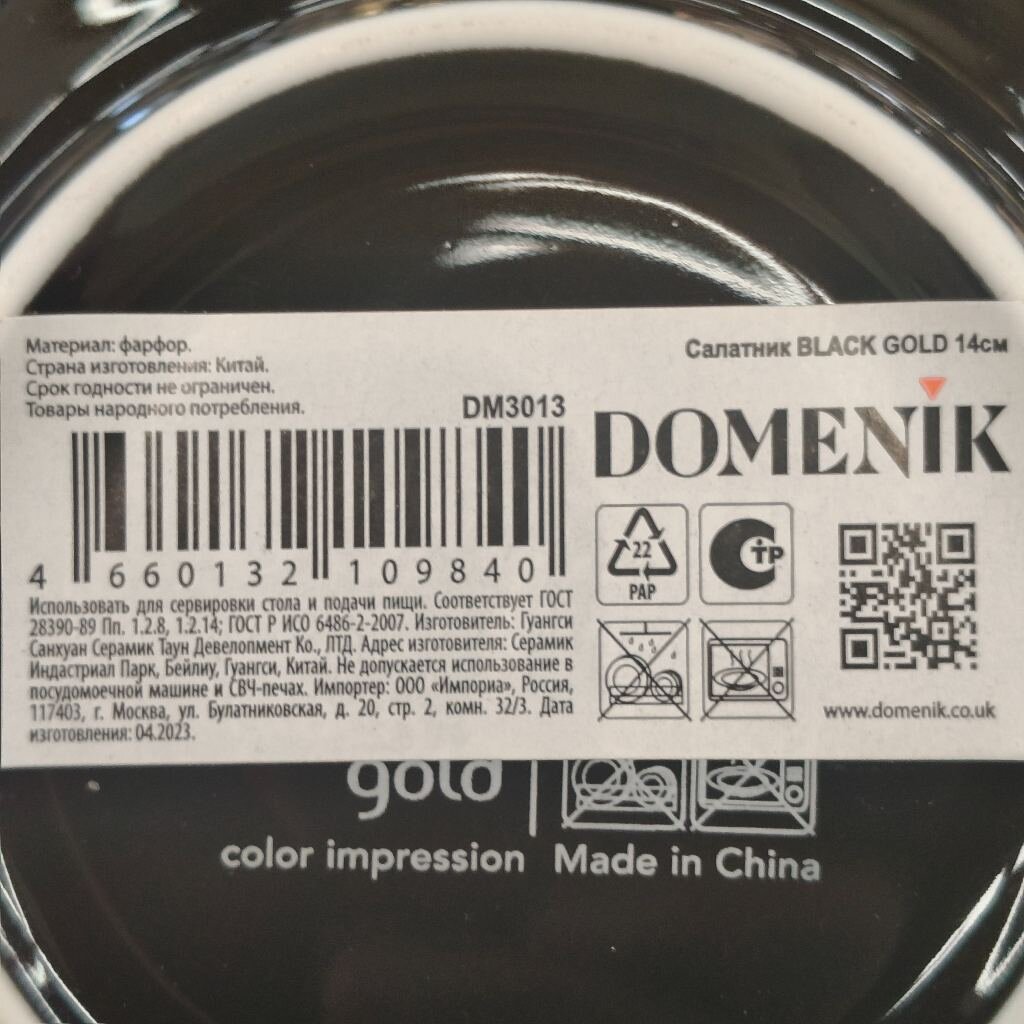 Материал: фарфор.
Страна изготовления: Китай.
Срок годности не ограничен.
Товары народного потребления.
Салатник BLACK GOLD 14см
DM3013
DOMENIK
4 660132 109840
22
PAP
тр
Использовать для сервировки стола и подачи пищи. Соответствует ГОСТ
28390-89 Пп. 1.2.8, 1.2.14; ГОСТ Р ИСО 6486-2-2007. Изготовитель: Гуангси
Санхуан Серамик Таун Девелопмент Ко., ЛТД. Адрес изготовителя: Серамик
Индастриал Парк, Бейлиу, Гуангси, Китай. Не допускается использование в
посудомоечной машине и СВЧ-печах. Импортер: ООО «Импориа», Россия,
117403, г. Москва, ул. Булатниковская, д. 20, стр. 2, комн. 32/3. Дата
изготовления: 04.2023.
www.domenik.co.uk
gold
color impression
Made in China